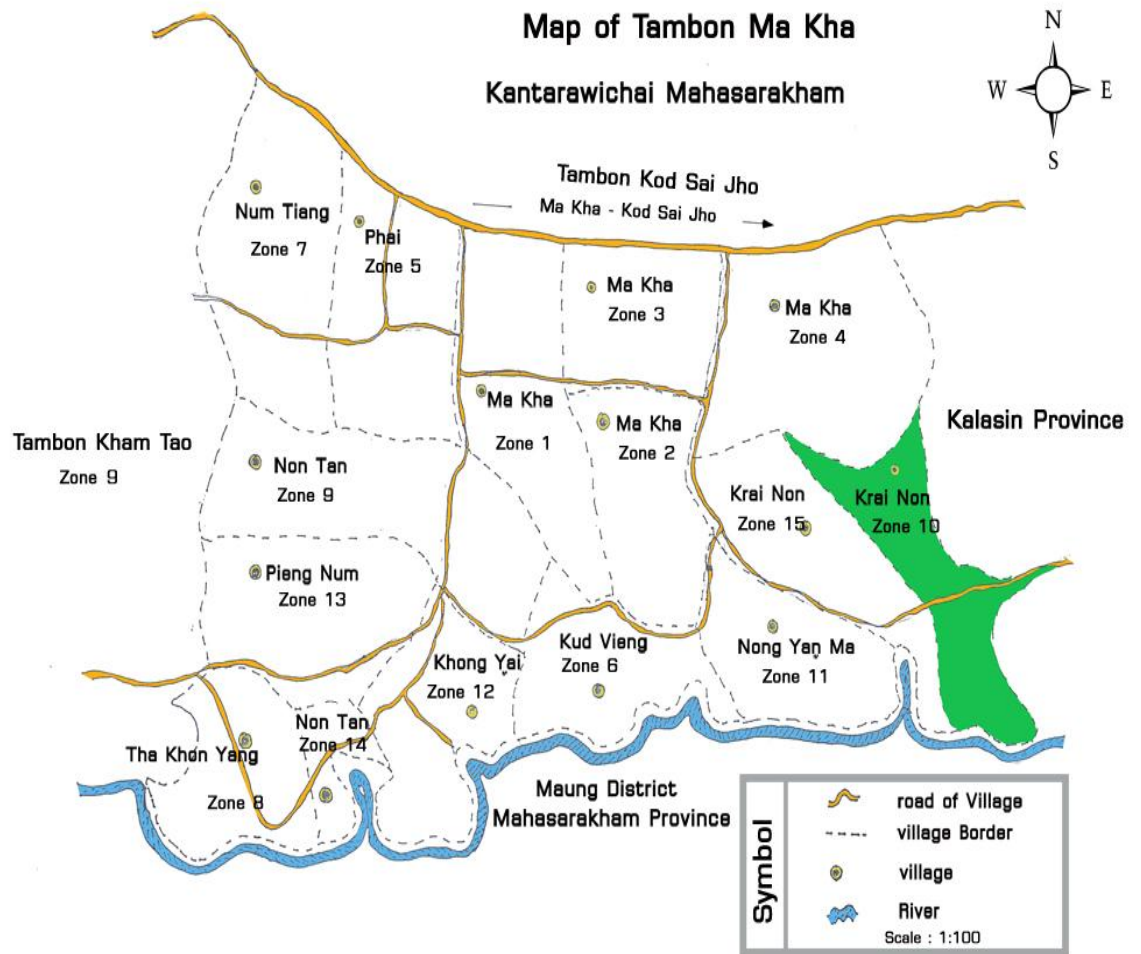 Map of Tambon Ma Kha
Kantarawichai Mahasarakham
N
W
E
S
Tambon Kod Sai Jho
Ma Kha - Kod Sai Jho
Num Tiang
Zone 7
Phai
Zone 5
Ma Kha
Zone 3
Ma Kha
Zone 4
Ma Kha
Zone 1
Ma Kha
Zone 2
Kalasin Province
Tambon Kham Tao
Zone 9
Non Tan
Zone 9
Krai Non
Zone 15
Krai Non
Zone 10
Pieng Num
Zone 13
Khong Yai
Zone 12
Kud Vieng
Zone 6
Nong Yan Ma
Zone 11
Non Tan
Zone 14
Tha Khon Yang
Zone 8
Maung District
Mahasarakham Province
Symbol
road of Village
village Border
village
River
Scale : 1:100